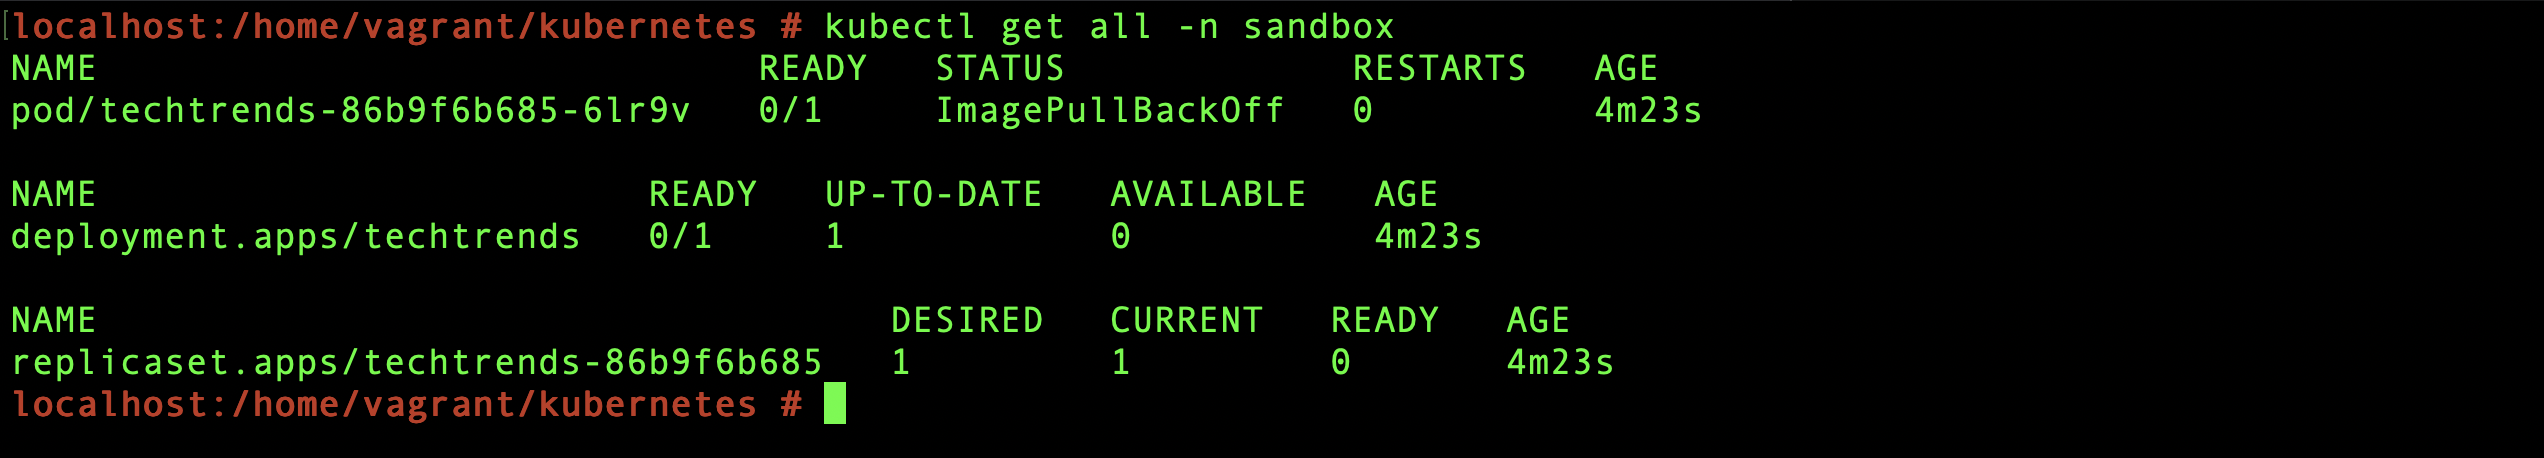 [localhost:/home/vagrant/kubernetes # kubectl get all -n sandbox
NAME                              READY   STATUS             RESTARTS   AGE
pod/techtrends-86b9f6b685-6lr9v   0/1     ImagePullBackOff   0          4m23s

NAME                         READY   UP-TO-DATE   AVAILABLE   AGE
deployment.apps/techtrends   0/1     1            0           4m23s

NAME                                    DESIRED   CURRENT   READY   AGE
replicaset.apps/techtrends-86b9f6b685   1         1         0       4m23s
localhost:/home/vagrant/kubernetes #